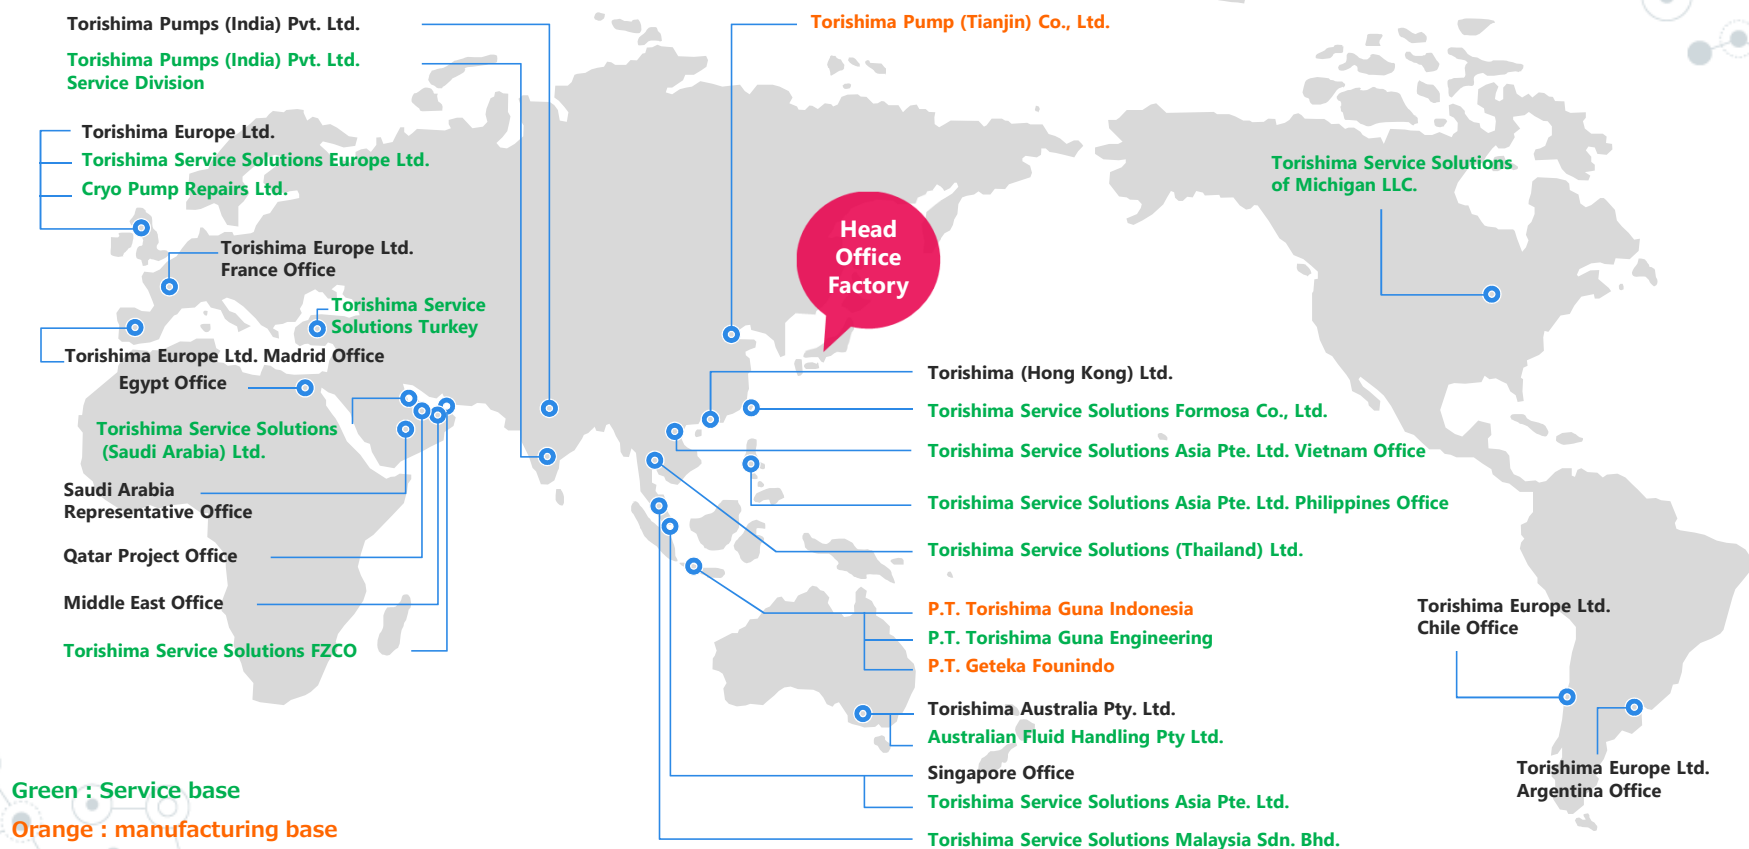 Torishima Pumps (India) Pvt. Ltd.
Torishima Pumps (India) Pvt. Ltd.
Service Division
Torishima Europe Ltd.
Torishima Service Solutions Europe Ltd.
Cryo Pump Repairs Ltd.
Torishima Europe Ltd.
France Office
Torishima Service
Solutions Turkey
Torishima Europe Ltd. Madrid Office
Egypt Office
Torishima Service Solutions
(Saudi Arabia) Ltd.
Saudi Arabia
Representative Office
Qatar Project Office
Middle East Office
Torishima Service Solutions FZCO
Green : Service base
Orange : manufacturing base
Torishima Pump (Tianjin) Co., Ltd.
Head
Office
Factory
Torishima (Hong Kong) Ltd.
Torishima Service Solutions Formosa Co., Ltd.
Torishima Service Solutions Asia Pte. Ltd. Vietnam Office
Torishima Service Solutions Asia Pte. Ltd. Philippines Office
Torishima Service Solutions (Thailand) Ltd.
P.T. Torishima Guna Indonesia
P.T. Torishima Guna Engineering
P.T. Geteka Founindo
Torishima Australia Pty. Ltd.
Australian Fluid Handling Pty Ltd.
Singapore Office
Torishima Service Solutions Asia Pte. Ltd.
Torishima Service Solutions Malaysia Sdn. Bhd.
Torishima Service Solutions
of Michigan LLC.
Torishima Europe Ltd.
Chile Office
Torishima Europe Ltd.
Argentina Office